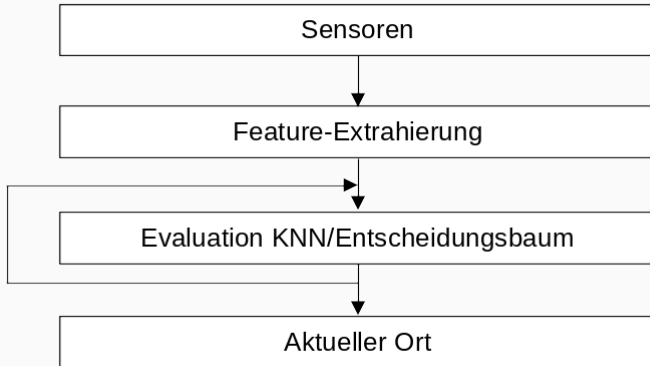 Sensoren
Feature-Extrahierung
Evaluation KNN/Entscheidungsbaum
Aktueller Ort